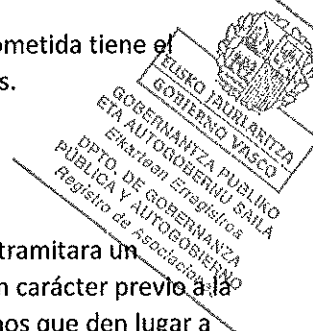 ometida tiene el
s.
EUSKO JAURLARITZA
GOBIERNO VASCO
GOBERNANTZA PUBLIKO
ETA AUTOGOBERNU SAILA
Elkarteen Erregistroa
DPTO. DE GOBERNANZA
PÚBLICA Y AUTOGOBIERNO
Registro de Asociaciones
tramitara un
n carácter previo a la
nos que den lugar a